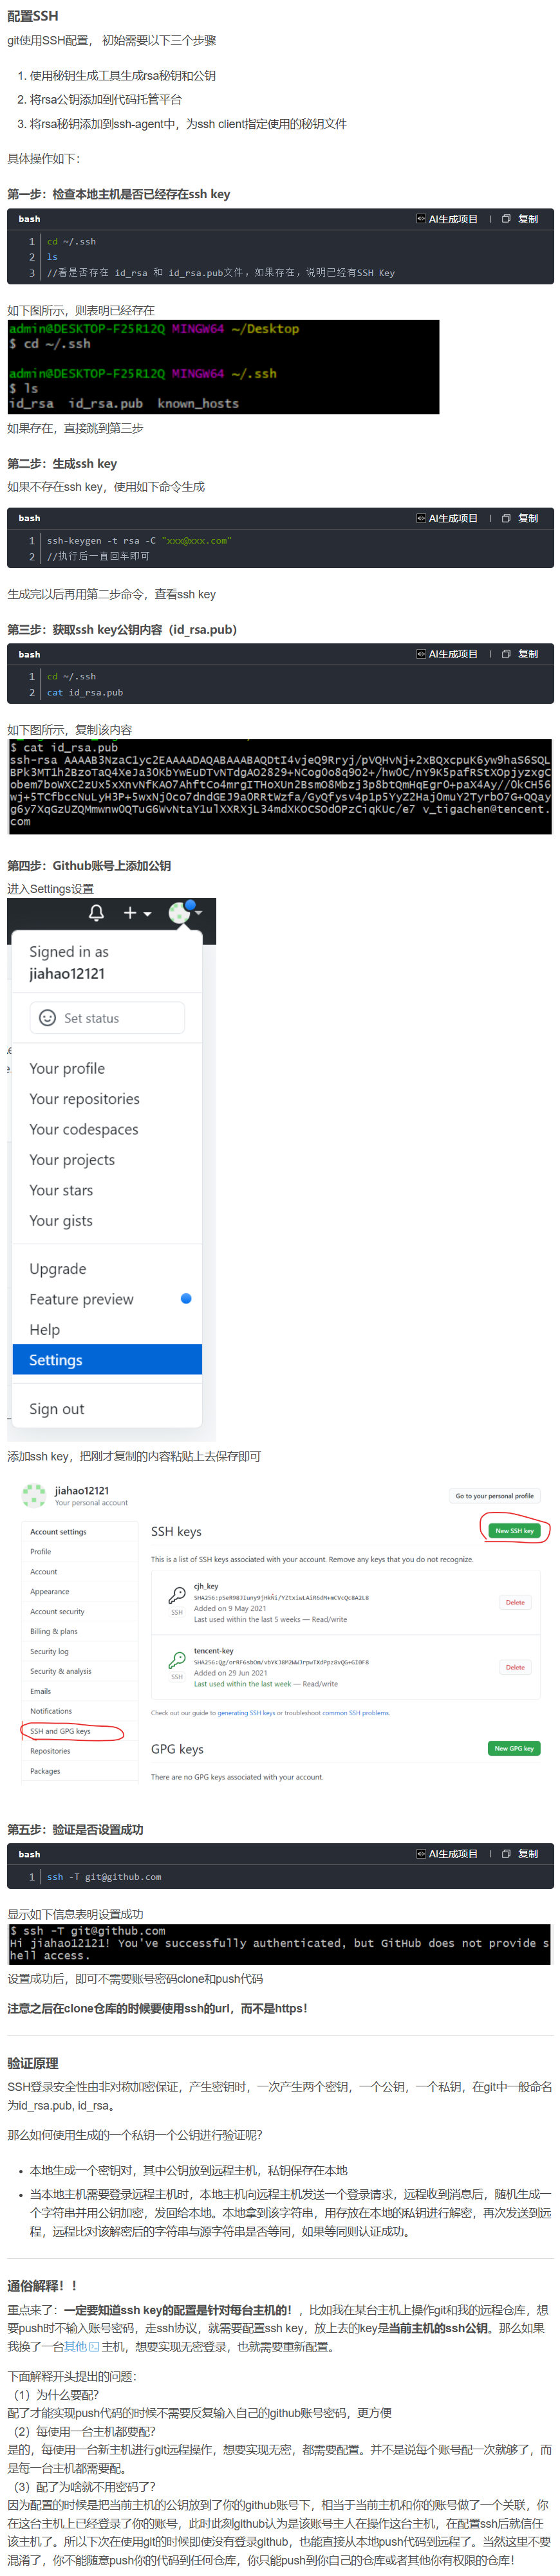 配置SSH
git使用SSH配置， 初始需要以下三个步骤
1. 使用秘钥生成工具生成rsa秘钥和公钥
2. 将rsa公钥添加到代码托管平台
3. 将rsa秘钥添加到ssh-agent中，为ssh client指定使用的秘钥文件
具体操作如下：
第一步：检查本地主机是否已经存在ssh key
bash AI生成项目 | 复制
1 cd ~/.ssh
2 ls
3 //看是否存在 id_rsa 和 id_rsa.pub文件，如果存在，说明已经有SSH Key
如下图所示，则表明已经存在
admin@DESKTOP-F25R12Q MINGW64 ~/Desktop
$ cd ~/.ssh
admin@DESKTOP-F25R12Q MINGW64 ~/.ssh
$ ls
id_rsa id_rsa.pub known_hosts
如果存在，直接跳到第三步
第二步：生成ssh key
如果不存在ssh key，使用如下命令生成
bash AI生成项目 | 复制
1 ssh-keygen -t rsa -C "xxx@xxx.com"
2 //执行后一直回车即可
生成完以后再用第二步命令，查看ssh key
第三步：获取ssh key公钥内容（id_rsa.pub）
bash AI生成项目 | 复制
1 cd ~/.ssh
2 cat id_rsa.pub
如下图所示，复制该内容
$ cat id_rsa.pub
ssh-rsa
v_tigachen@tencent.
com
第四步：Github账号上添加公钥
进入Settings设置
Signed in as
jiahao12121
Set status
Your profile
Your repositories
Your codespaces
Your projects
Your stars
Your gists
Upgrade
Feature preview
Help
Settings
Sign out
添加ssh key，把刚才复制的内容粘贴上去保存即可
jiahao12121
Your personal account
Go to your personal profile
Account settings
Profile
Account
Appearance
Account security
Billing & plans
Security log
Security & analysis
Emails
Notifications
SSH and GPG keys
Repositories
Packages
SSH keys
New SSH key
This is a list of SSH keys associated with your account. Remove any keys that you do not recognize.
cjh_key
SSH
Added on 9 May 2021
Last used within the last 5 weeks — Read/write
Delete
tencent-key
SSH
Added on 29 Jun 2021
Last used within the last week — Read/write
Delete
Check out our guide to generating SSH keys or troubleshoot common SSH problems.
GPG keys
New GPG key
There are no GPG keys associated with your account.
第五步：验证是否设置成功
bash AI生成项目 | 复制
1 ssh -T git@github.com
显示如下信息表明设置成功
$ ssh -T git@github.com
Hi jiahao12121! You've successfully authenticated, but GitHub does not provide s
hell access.
设置成功后，即可不需要账号密码clone和push代码
注意之后在clone仓库的时候要使用ssh的url，而不是https！
验证原理
SSH登录安全性由非对称加密保证，产生密钥时，一次产生两个密钥，一个公钥，一个私钥，在git中一般命名
为id_rsa.pub, id_rsa。
那么如何使用生成的一个私钥一个公钥进行验证呢？
• 本地生成一个密钥对，其中公钥放到远程主机，私钥保存在本地
• 当本地主机需要登录远程主机时，本地主机向远程主机发送一个登录请求，远程收到消息后，随机生成一
个字符串并用公钥加密，发回给本地。本地拿到该字符串，用存放在本地的私钥进行解密，再次发送到远
程，远程比对该解密后的字符串与源字符串是否等同，如果等同则认证成功。
通俗解释！！
重点来了：一定要知道ssh key的配置是针对每台主机的！，比如我在某台主机上操作git和我的远程仓库，想
要push时不输入账号密码，走ssh协议，就需要配置ssh key，放上去的key是当前主机的ssh公钥。那么如果
我换了一台其他主机，想要实现无密登录，也就需要重新配置。
下面解释开头提出的问题：
（1）为什么要配？
配了才能实现push代码的时候不需要反复输入自己的github账号密码，更方便
（2）每使用一台主机都要配？
是的，每使用一台新主机进行git远程操作，想要实现无密，都需要配置。并不是说每个账号配一次就够了，而
是每一台主机都需要配。
（3）配了为啥就不用密码了？
因为配置的时候是把当前主机的公钥放到了你的github账号下，相当于当前主机和你的账号做了一个关联，你
在这台主机上已经登录了你的账号，此时此刻github认为是该账号主人在操作这台主机，在配置ssh后就信任
该主机了。所以下次在使用git的时候即使没有登录github，也能直接从本地push代码到远程了。当然这里不要
混淆了，你不能随意push你的代码到任何仓库，你只能push到你自己的仓库或者其他你有权限的仓库！